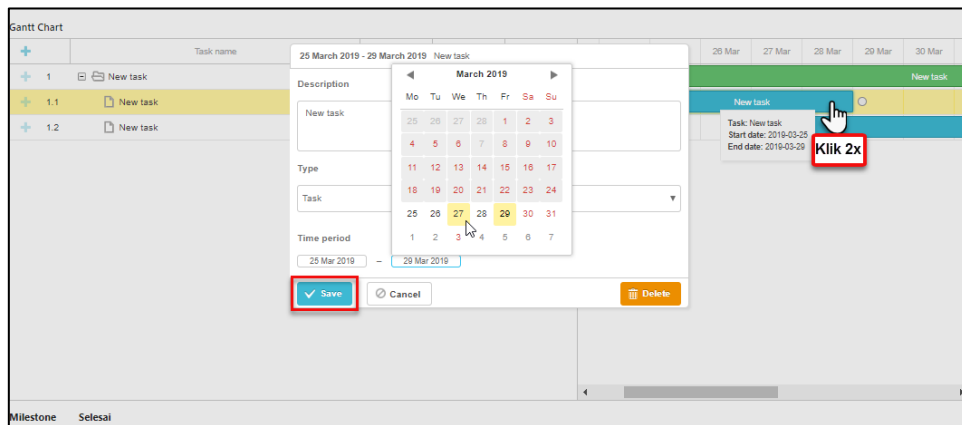 Gantt Chart
Task name 26 Mar 27 Mar 28 Mar 29 Mar 30 Mar
1 New task New task
1.1 New task New task
1.2 New task
25 March 2019 - 29 March 2019 New task
Description
New task
Type
Task
Time period
25 Mar 2019 – 29 Mar 2019
Save Cancel Delete
March 2019
Mo Tu We Th Fr Sa Su
25 26 27 28 1 2 3
4 5 6 7 8 9 10
11 12 13 14 15 16 17
18 19 20 21 22 23 24
25 26 27 28 29 30 31
1 2 3 4 5 6 7
Task: New task
Start date: 2019-03-25
End date: 2019-03-29
Klik 2x
Milestone Selesai